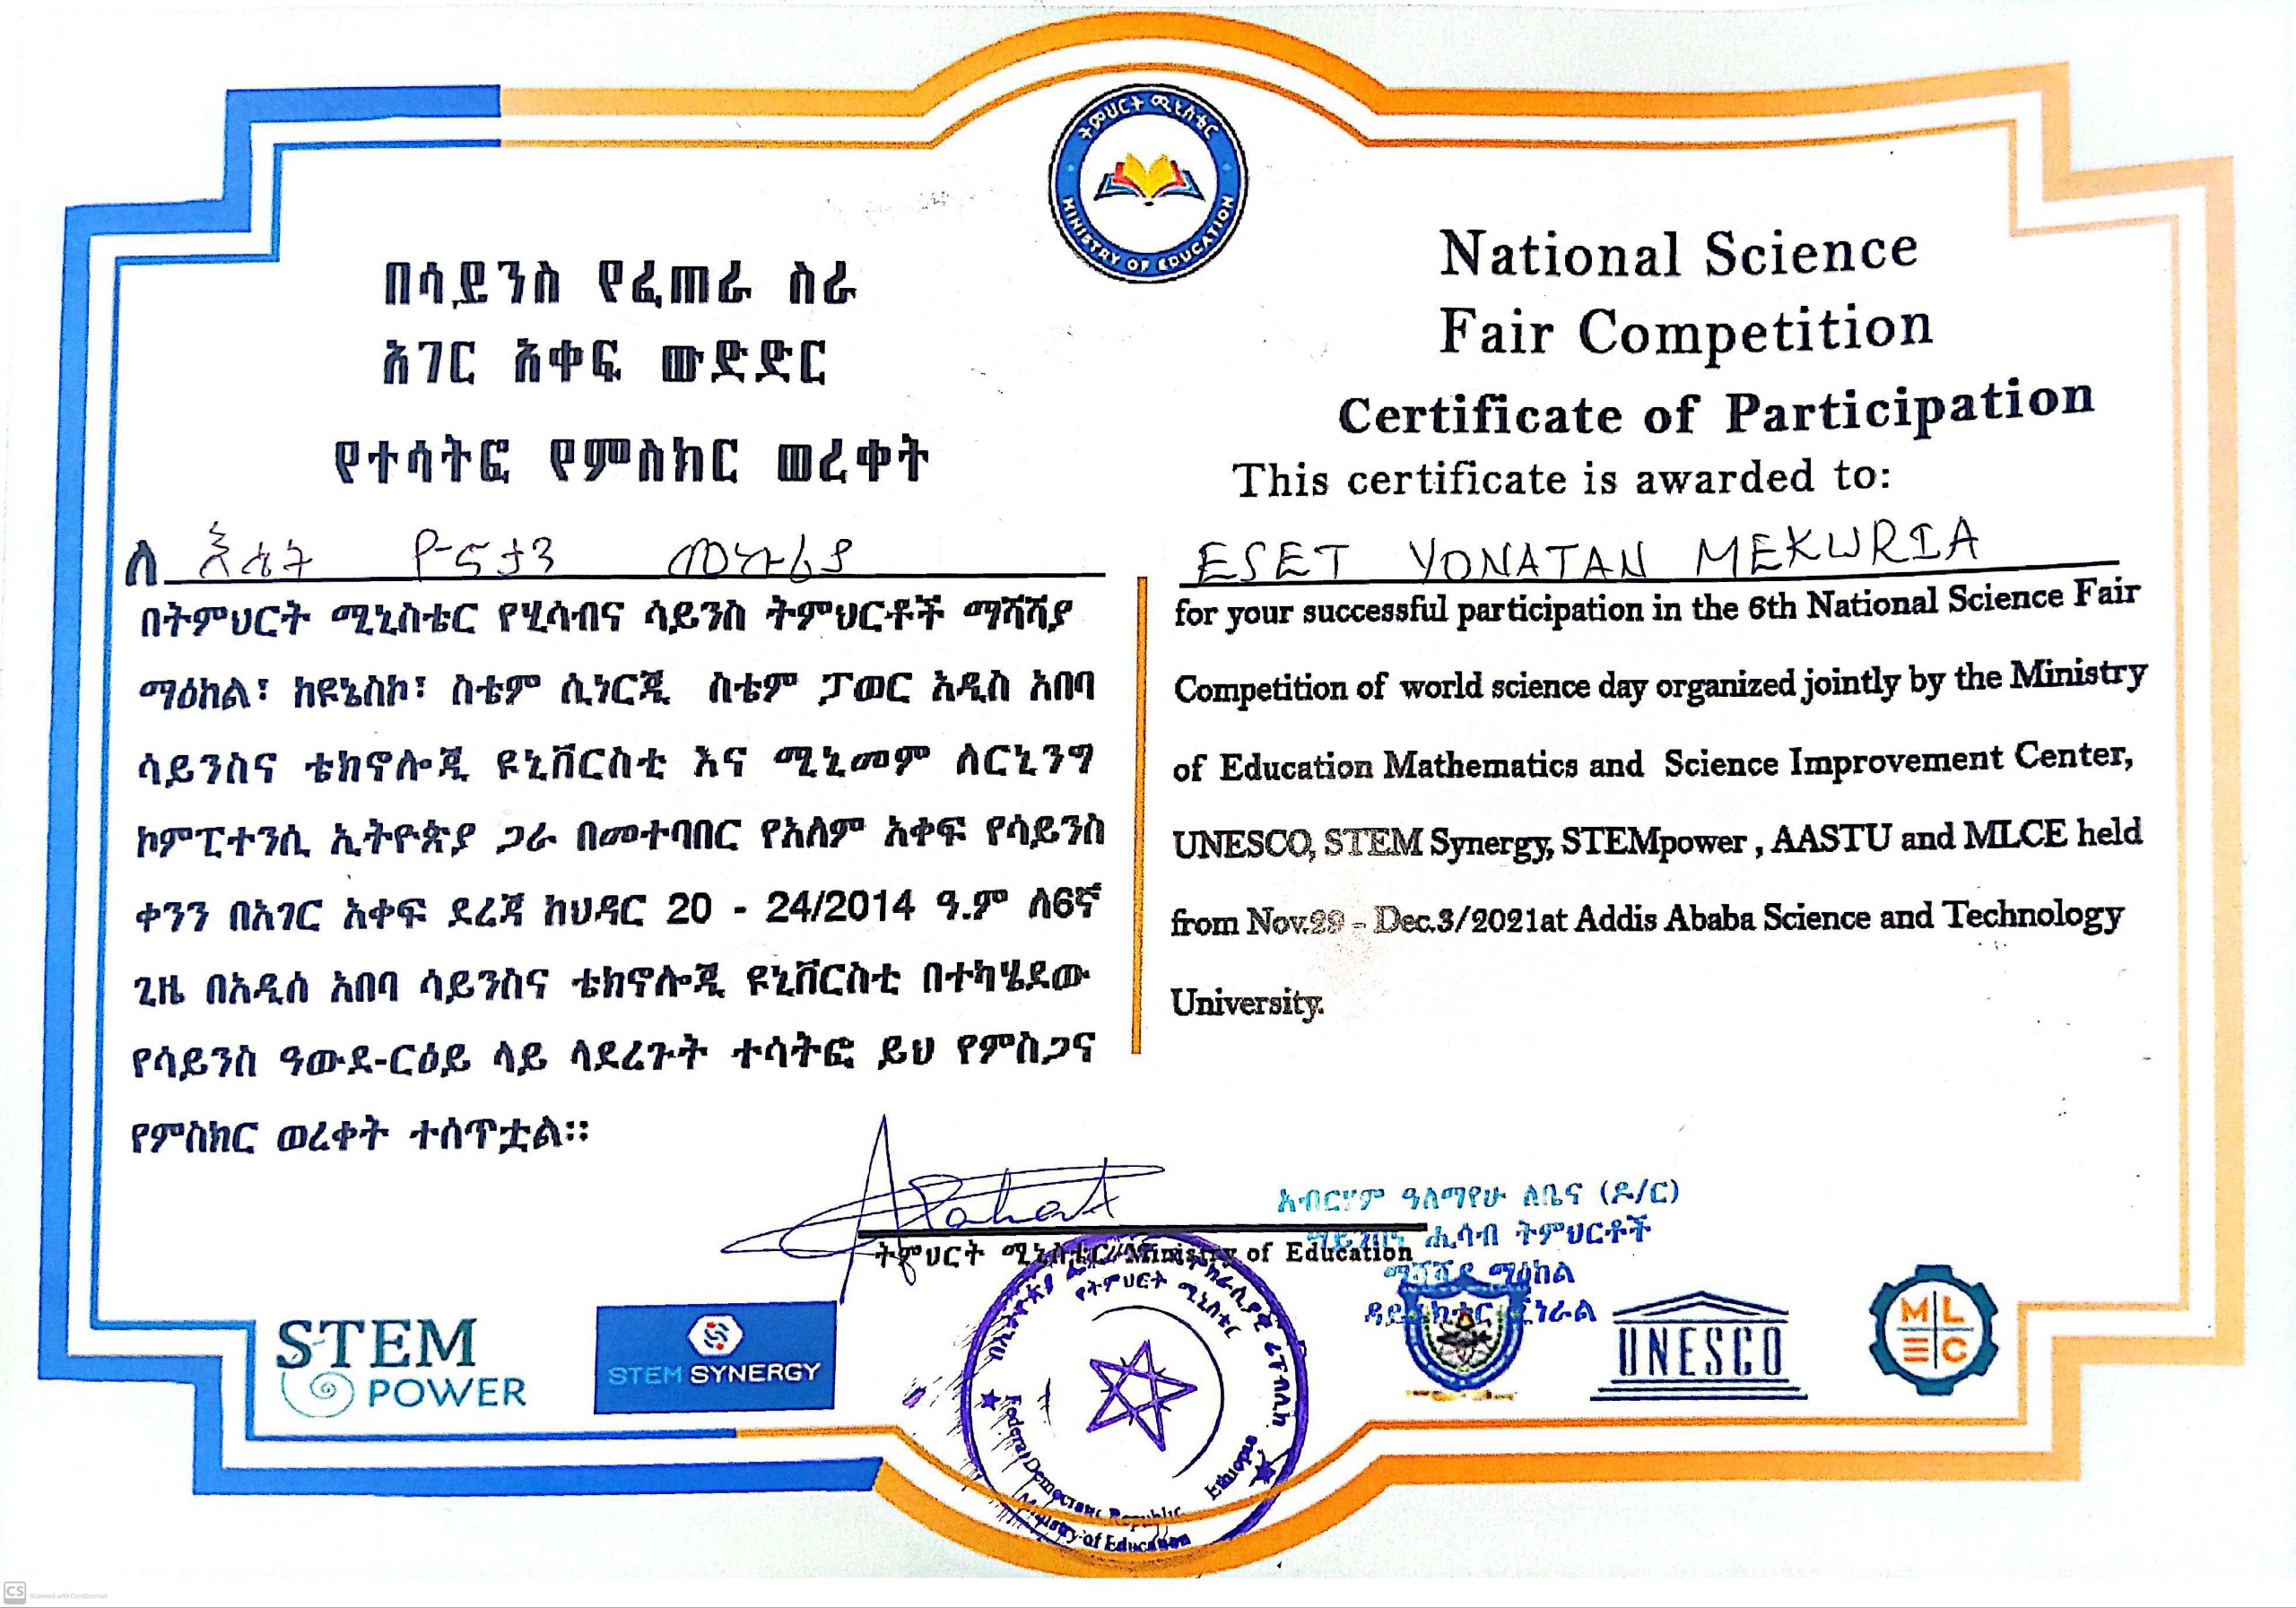 ትምህርት ሚኒስቴር
MINISTRY OF EDUCATION
በሳይንስ የፈጠራ ስራ
አገር አቀፍ ውድድር
የተሳትፎ የምስክር ወረቀት
ለ እሴት ዮናታን መኩሪያ
በትምህርት ሚኒስቴር የሂሳብና ሳይንስ ትምህርቶች ማሻሻያ
ማዕከል፣ ከዩኔስኮ፣ ስቴም ሲነርጂ ስቴም ፓወር አዲስ አበባ
ሳይንስና ቴክኖሎጂ ዩኒቨርስቲ እና ሚኒመም ለርኒንግ
ኮምፒተንሲ ኢትዮጵያ ጋራ በመተባበር የአለም አቀፍ የሳይንስ
ቀንን በአገር አቀፍ ደረጃ ከህዳር 20 - 24/2014 ዓ.ም ለ6ኛ
ጊዜ በአዲስ አበባ ሳይንስና ቴክኖሎጂ ዩኒቨርስቲ በተካሄደው
የሳይንስ ዓውደ-ርዕይ ላይ ላደረጉት ተሳትፎ ይህ የምስጋና
የምስክር ወረቀት ተሰጥቷል።
National Science
Fair Competition
Certificate of Participation
This certificate is awarded to:
ESET YONATAN MEKURIA
for your successful participation in the 6th National Science Fair
Competition of world science day organized jointly by the Ministry
of Education Mathematics and Science Improvement Center,
UNESCO, STEM Synergy, STEMpower , AASTU and MLCE held
from Nov.29 - Dec.3/2021at Addis Ababa Science and Technology
University.
አብርሃም ዓለማየሁ ለቤና (ዶ/ር)
ሒሳብ ትምህርቶች
ማሻሻያ ማዕከል
ዳይሬክተር ጀነራል
ትምህርት ሚኒስቴር/Ministry of Education
የትምህርት ሚኒስቴር
Federal Democratic Republic Ethiopia
Ministry of Education
STEM
POWER
STEM SYNERGY
UNESCO
ML
EC
CS Scanned with CamScanner